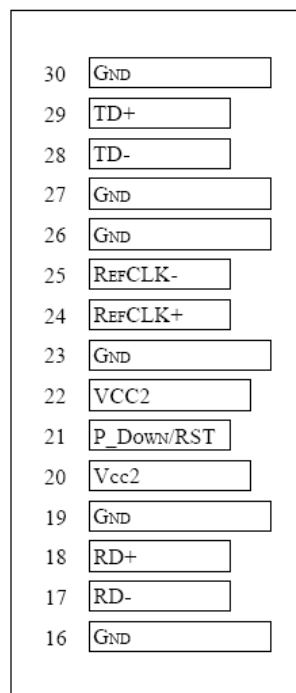 30 GND
29 TD+
28 TD-
27 GND
26 GND
25 REFCLK-
24 REFCLK+
23 GND
22 VCC2
21 P_DOWN/RST
20 Vcc2
19 GND
18 RD+
17 RD-
16 GND